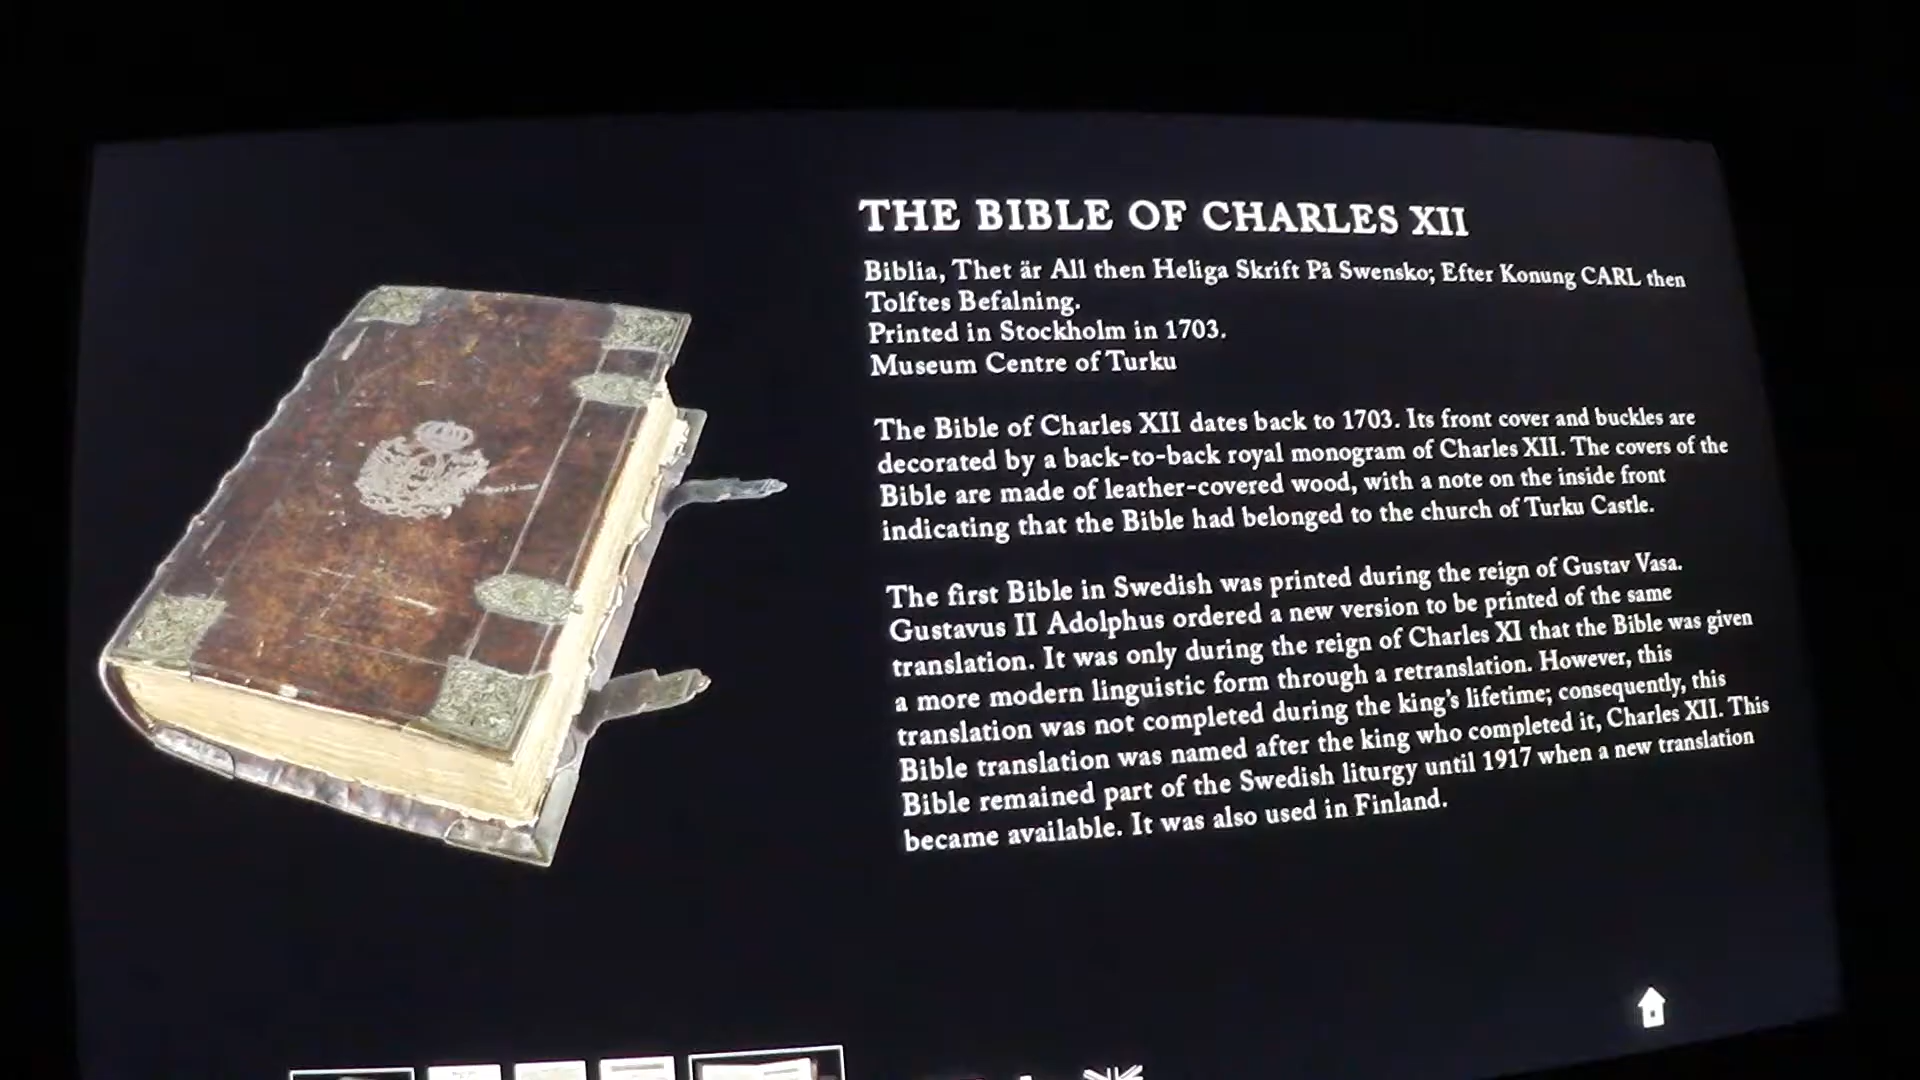 THE BIBLE OF CHARLES XII
Biblia, Thet är All then Heliga Skrift På Swensko; Efter Konung CARL then
Tolftes Befalning.
Printed in Stockholm in 1703.
Museum Centre of Turku
The Bible of Charles XII dates back to 1703. Its front cover and buckles are
decorated by a back-to-back royal monogram of Charles XII. The covers of the
Bible are made of leather-covered wood, with a note on the inside front
indicating that the Bible had belonged to the church of Turku Castle.
The first Bible in Swedish was printed during the reign of Gustav Vasa.
Gustavus II Adolphus ordered a new version to be printed of the same
translation. It was only during the reign of Charles XI that the Bible was given
a more modern linguistic form through a retranslation. However, this
translation was not completed during the king's lifetime; consequently, this
Bible translation was named after the king who completed it, Charles XII. This
Bible remained part of the Swedish liturgy until 1917 when a new translation
became available. It was also used in Finland.